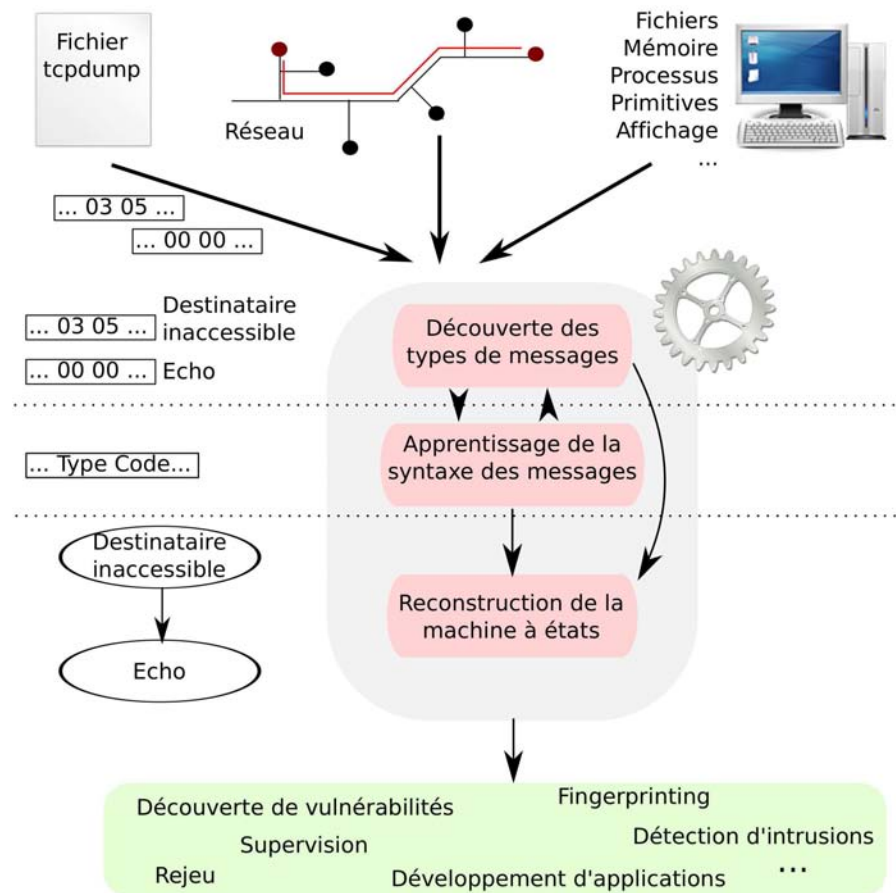 Fichier
tcpdump
Réseau
Fichiers
Mémoire
Processus
Primitives
Affichage
...
... 03 05 ...
... 00 00 ...
... 03 05 ...
Destinataire
inaccessible
... 00 00 ...
Echo
Découverte des
types de messages
... Type Code...
Apprentissage de la
syntaxe des messages
Destinataire
inaccessible
Echo
Reconstruction de la
machine à états
Découverte de vulnérabilités
Fingerprinting
Supervision
Détection d'intrusions
Rejeu
Développement d'applications
...